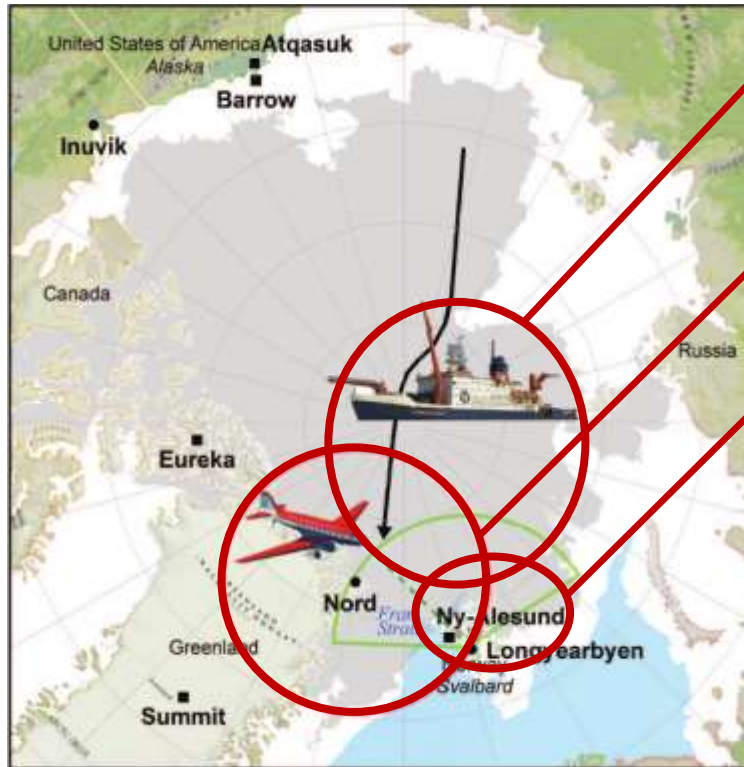 United States of America Atqasuk
Alaska
Barrow
Inuvik
Canada
Russia
Eureka
Nord
Ny-Alesund
Greenland
Longyearbyen
Svalbard
Summit